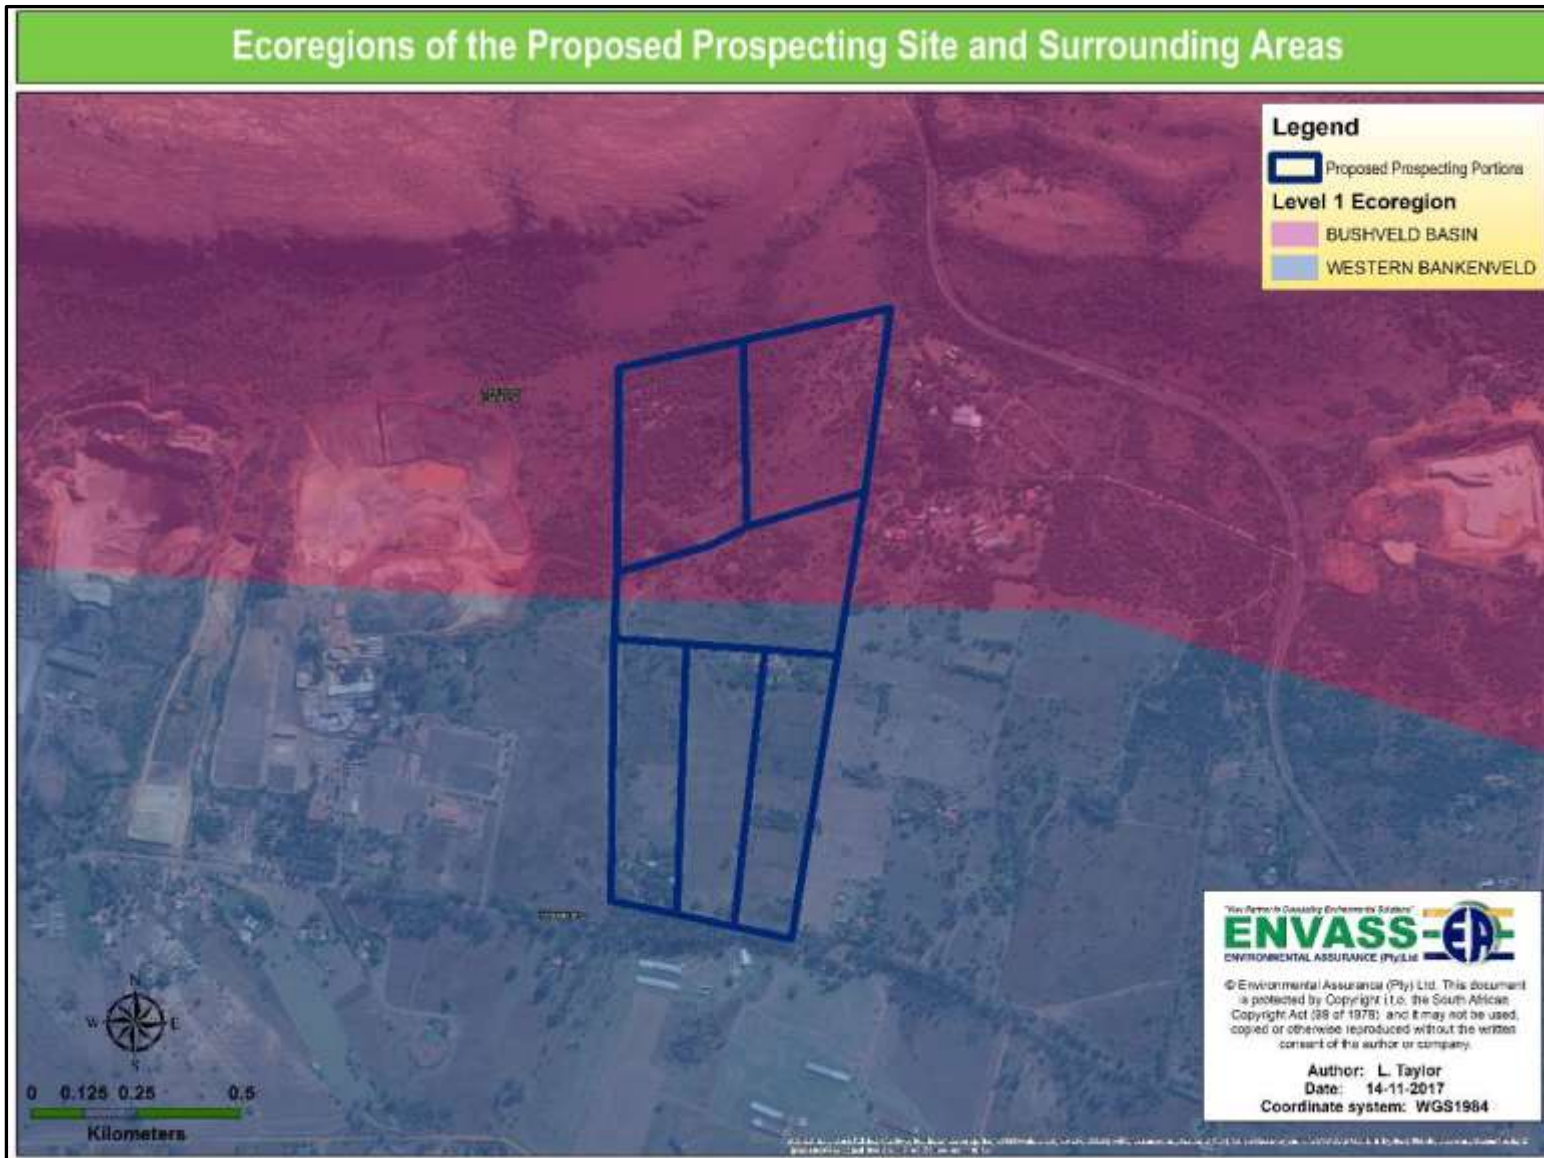 Ecoregions of the Proposed Prospecting Site and Surrounding Areas
Legend
Proposed Prospecting Portions
Level 1 Ecoregion
BUSHVELD BASIN
WESTERN BANKENVELD
ENVASS EA
ENVIRONMENTAL ASSURANCE (Pty) Ltd
© Environmental Assurance (Pty) Ltd. This document
is protected by Copyright i.t.o. the South African
Copyright Act (98 of 1978) and it may not be used,
copied or otherwise reproduced without the written
consent of the author or company.
Author: L. Taylor
Date: 14-11-2017
Coordinate system: WGS1984
N
W E
S
0 0.125 0.25 0.5
Kilometers